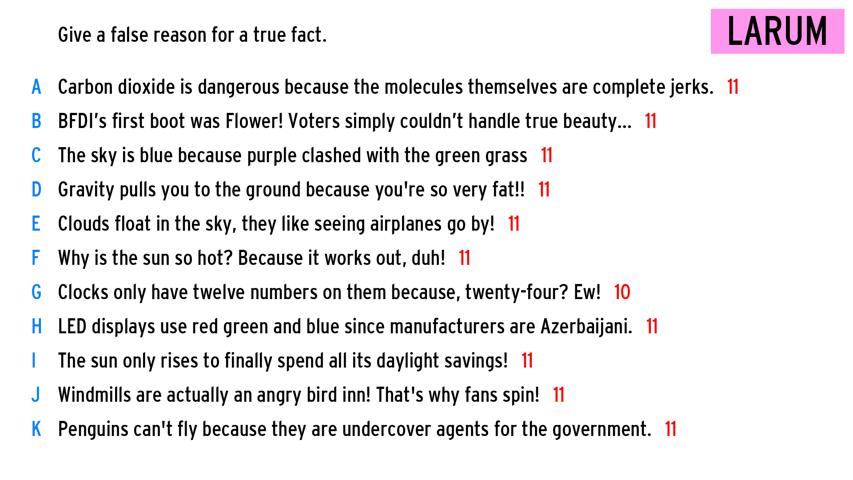 Give a false reason for a true fact.
LARUM
A Carbon dioxide is dangerous because the molecules themselves are complete jerks. 11
B BFDI's first boot was Flower! Voters simply couldn't handle true beauty... 11
C The sky is blue because purple clashed with the green grass 11
D Gravity pulls you to the ground because you're so very fat!! 11
E Clouds float in the sky, they like seeing airplanes go by! 11
F Why is the sun so hot? Because it works out, duh! 11
G Clocks only have twelve numbers on them because, twenty-four? Ew! 10
H LED displays use red green and blue since manufacturers are Azerbaijani. 11
I The sun only rises to finally spend all its daylight savings! 11
J Windmills are actually an angry bird inn! That's why fans spin! 11
K Penguins can't fly because they are undercover agents for the government. 11